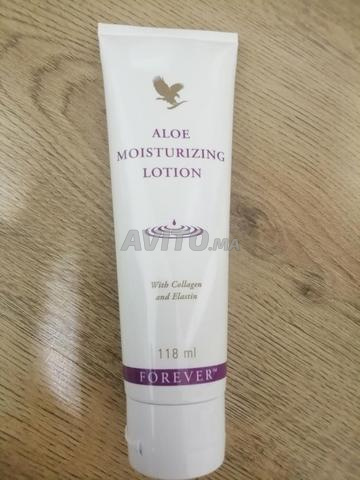 ALOE
MOISTURIZING
LOTION
AVITO.ma
With Collagen
and Elastin
118 ml
FOREVER™